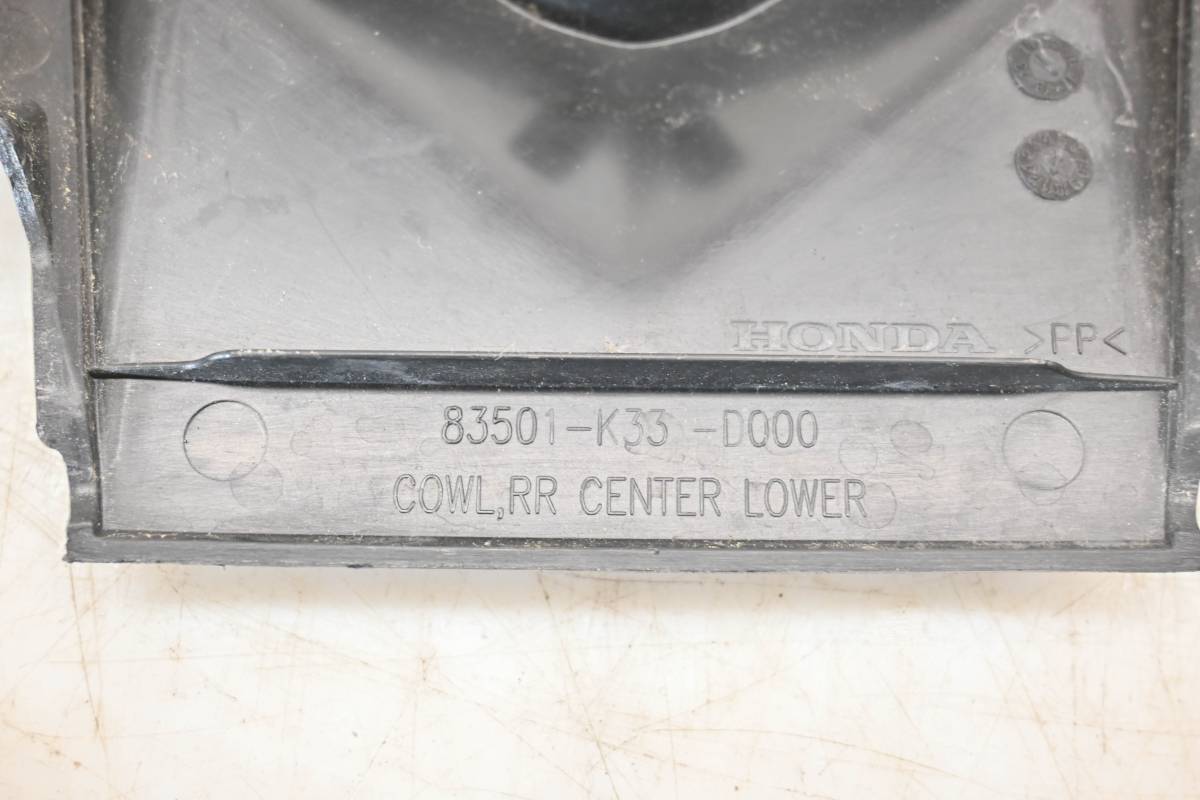 HONDA >PP<
83501-K33 -D000
COWL,RR CENTER LOWER